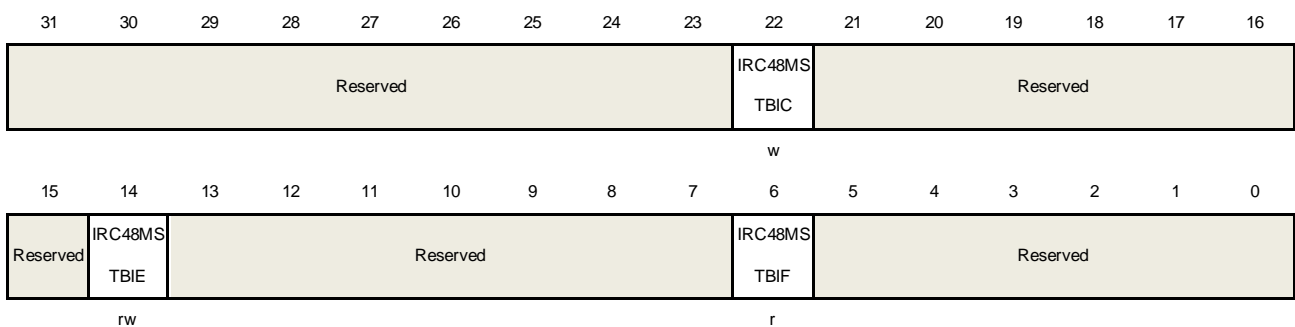 31 30 29 28 27 26 25 24 23 22 21 20 19 18 17 16
Reserved IRC48MS TBIC Reserved
w
15 14 13 12 11 10 9 8 7 6 5 4 3 2 1 0
Reserved IRC48MS TBIE Reserved IRC48MS TBIF Reserved
rw r